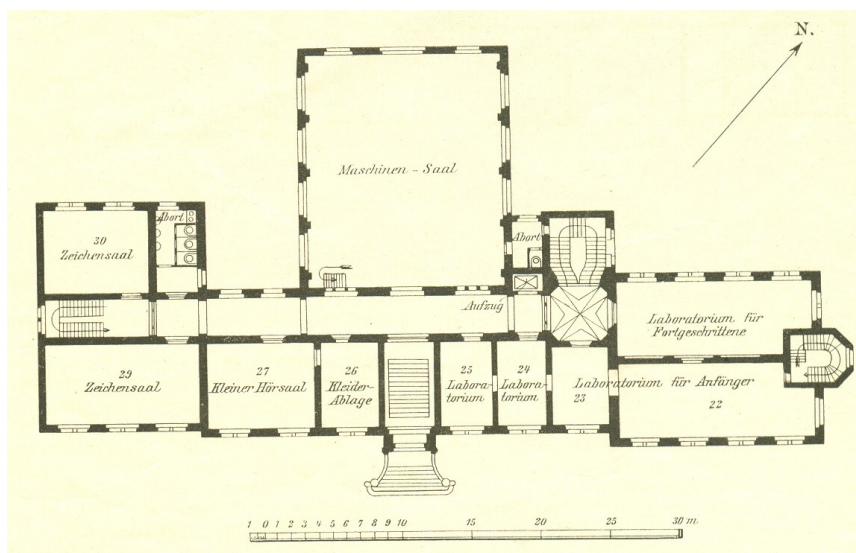 N.
Maschinen - Saal
30
Zeichensaal
Abort
Abort
Aufzug
Laboratorium für
Fortgeschrittene
29
Zeichensaal
27
Kleiner Hörsaal
26
Kleider-
Ablage
25
Labora-
torium
24
Labora-
torium
Laboratorium für Anfänger
23
22
1 0 1 2 3 4 5 6 7 8 9 10 15 20 25 30 m.